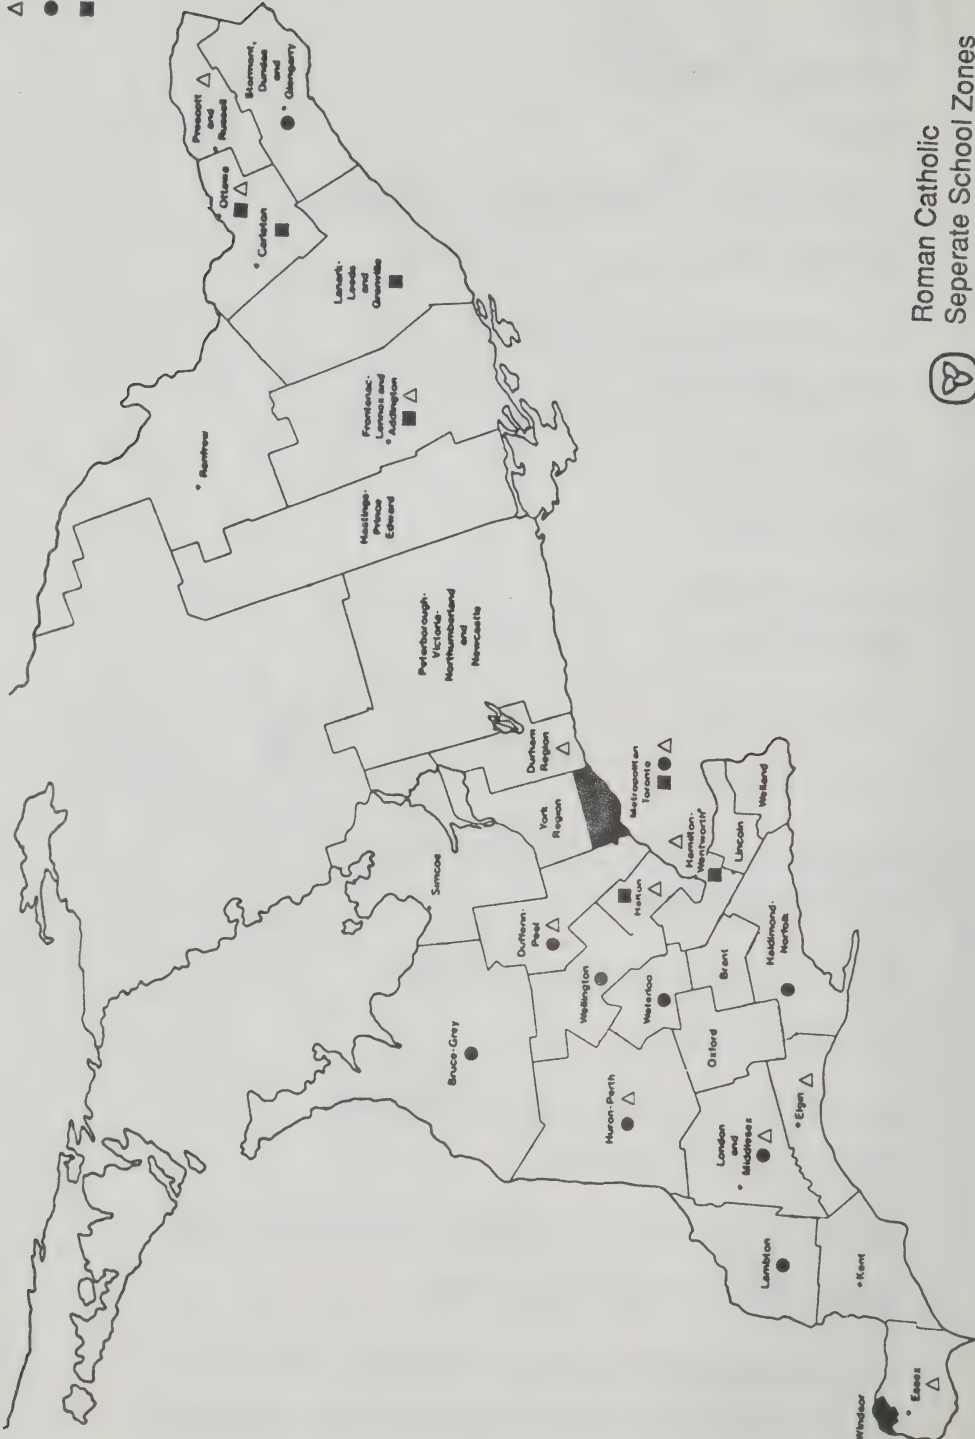 Prescott
and
Russell
Stormont,
Dundas
and
Glengarry
Ottawa
Carleton
Lanark-
Leeds
and
Grenville
Renfrew
Frontenac-
Lennox and
Addington
Hastings-
Prince
Edward
Peterborough-
Victoria-
Northumberland
and
Newcastle
Durham
Region
York
Region
Metropolitan
Toronto
Simcoe
Dufferin-
Peel
Halton
Hamilton-
Wentworth
Lincoln
Welland
Wellington
Waterloo
Brant
Haldimand-
Norfolk
Bruce-Grey
Huron-Perth
Oxford
London
and
Middlesex
Elgin
Lambton
Kent
Windsor
Essex
Roman Catholic
Seperate School Zones